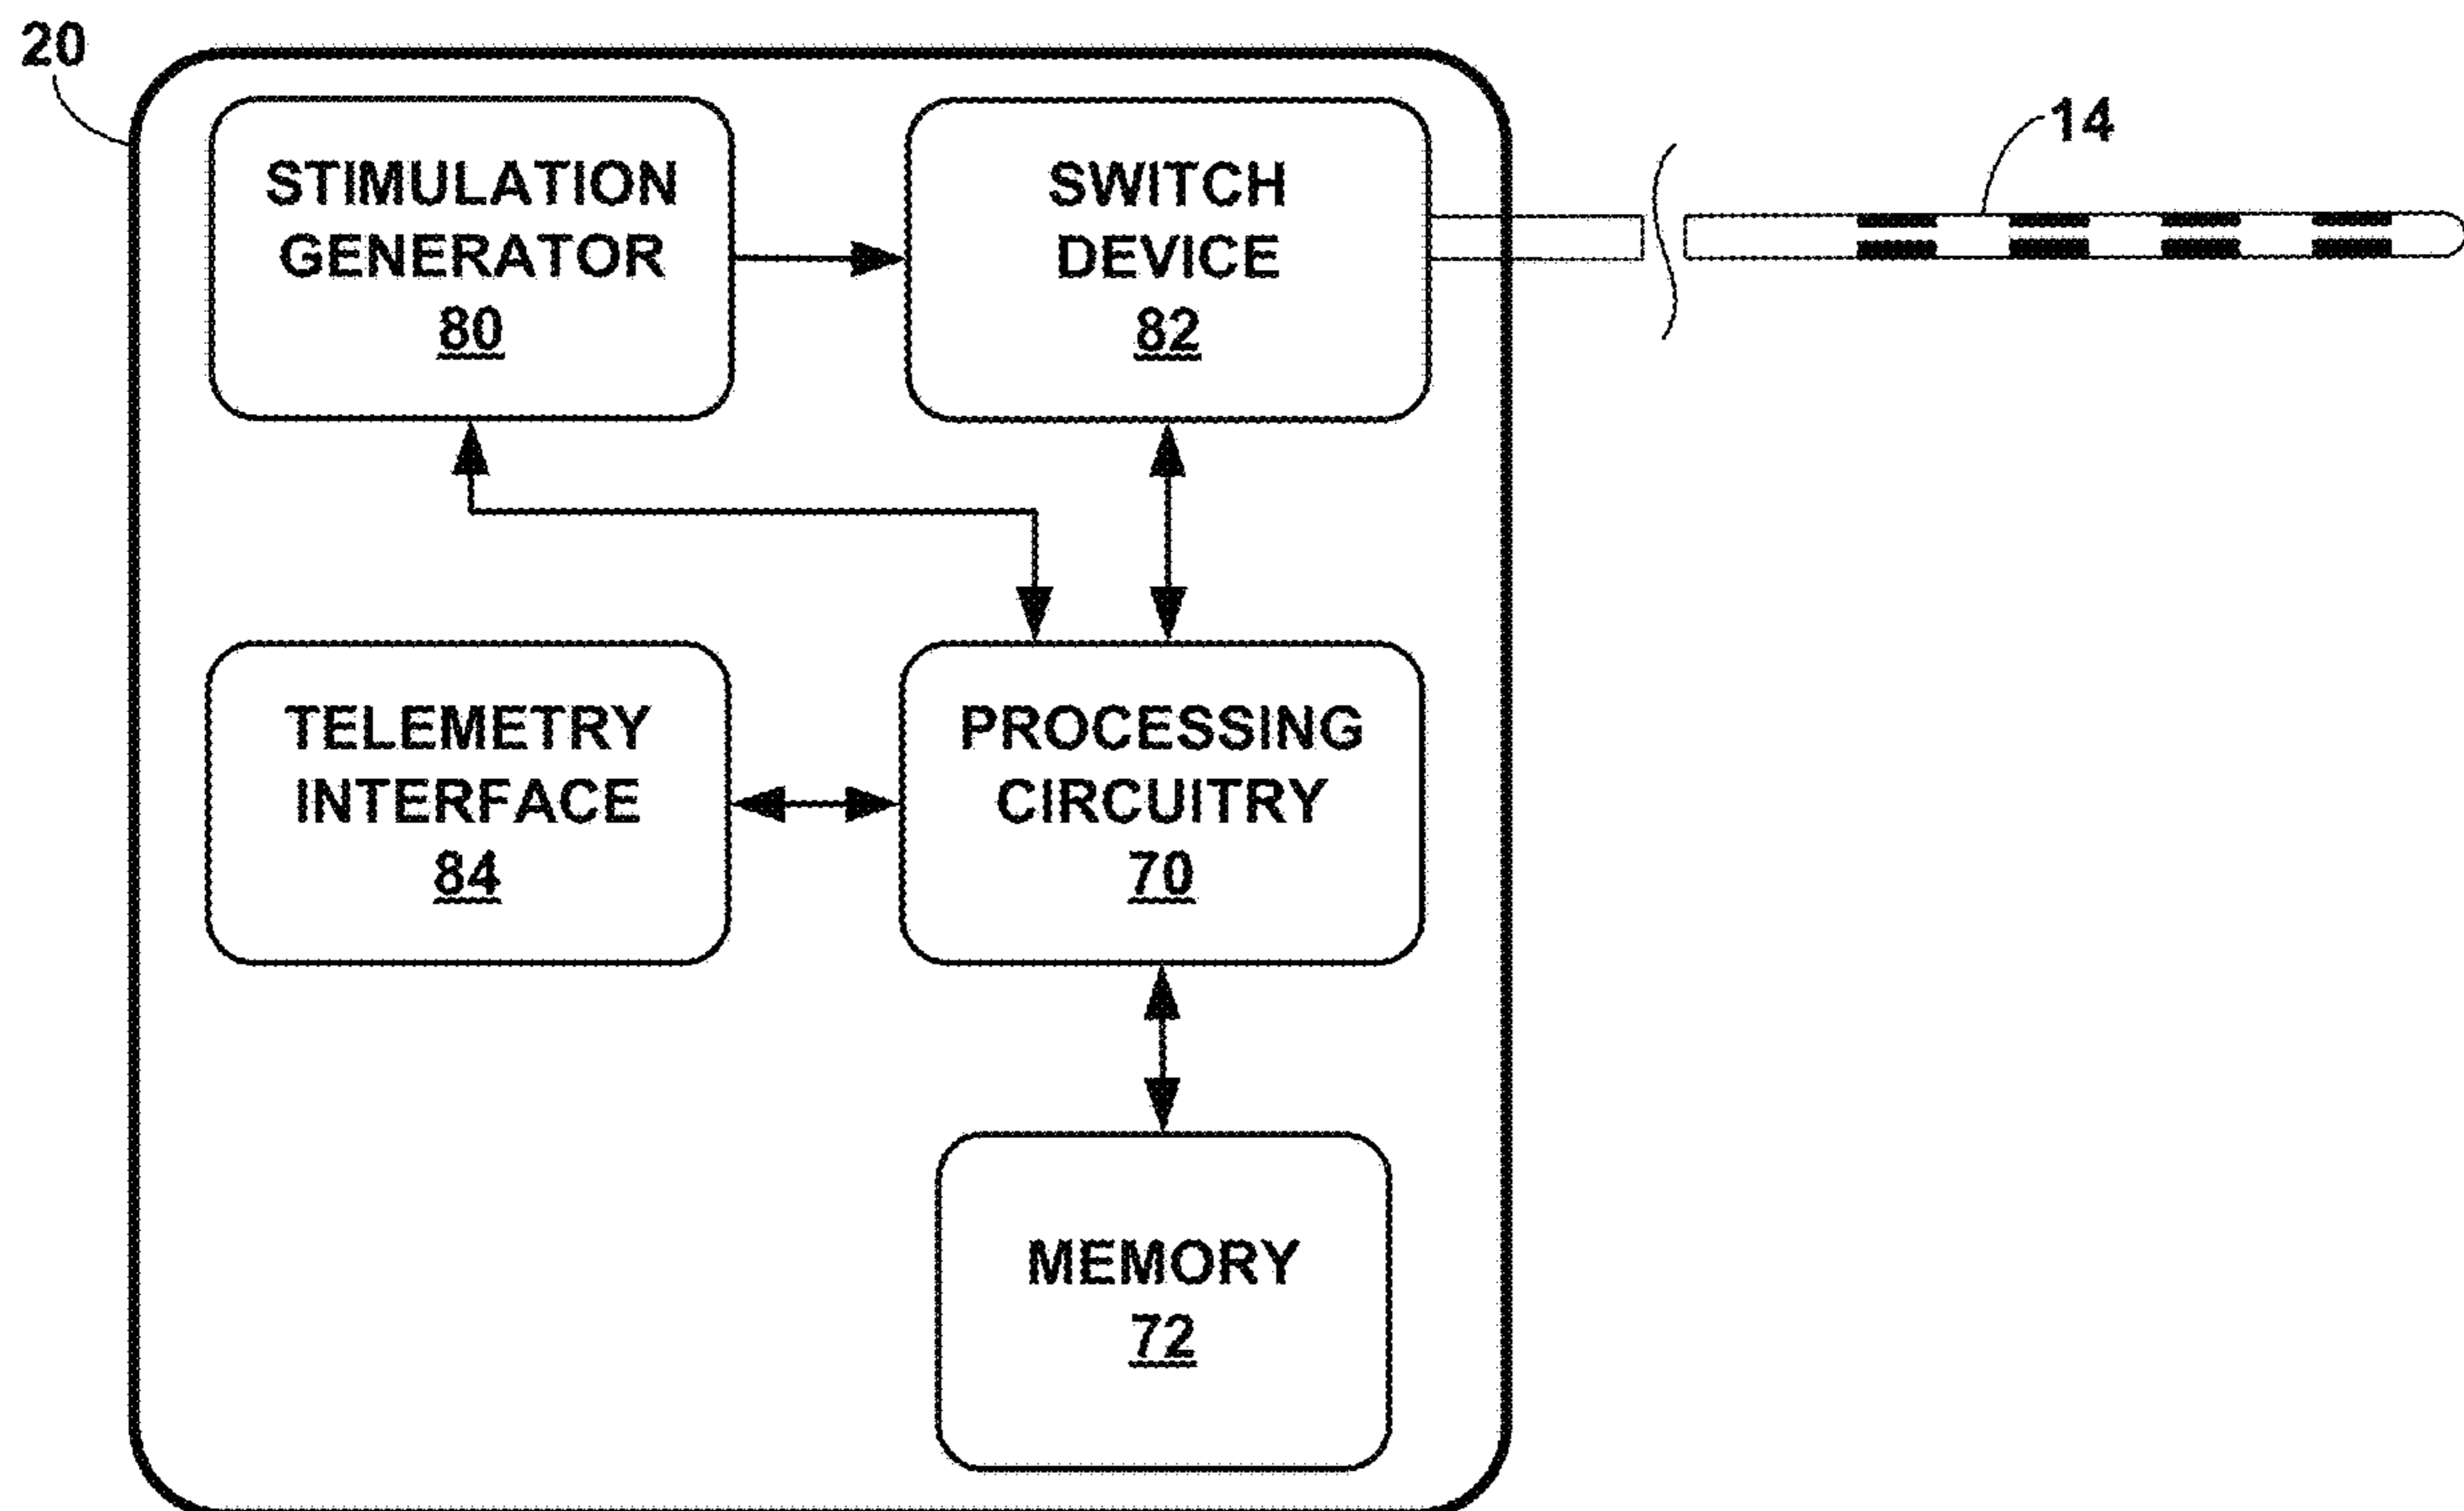 20
14
STIMULATION
GENERATOR
80
SWITCH
DEVICE
82
TELEMETRY
INTERFACE
84
PROCESSING
CIRCUITRY
70
MEMORY
72